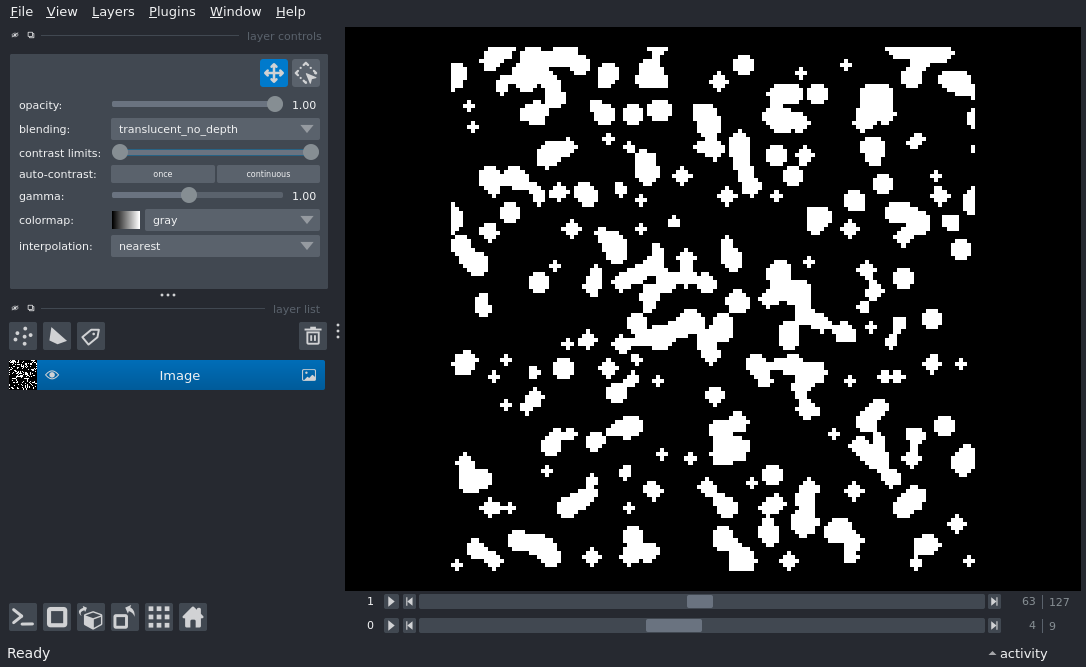 File View Layers Plugins Window Help
layer controls
opacity: 1.00
blending: translucent_no_depth
contrast limits:
auto-contrast: once continuous
gamma: 1.00
colormap: gray
interpolation: nearest
layer list
Image
1 63 127
0 4 9
Ready activity